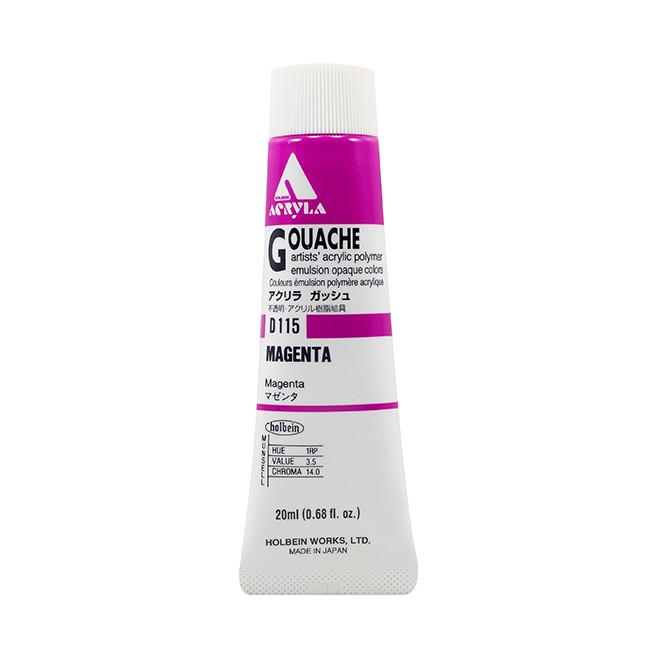 HOLBEIN
ACRYLA
GOUACHE
artists' acrylic polymer
emulsion opaque colors
Couleurs émulsion polymère acrylique
アクリラ ガッシュ
不透明・アクリル樹脂絵具
D115
MAGENTA
Magenta
マゼンタ
holbein
MUNSELL
HUE 1RP
VALUE 3.5
CHROMA 14.0
20ml (0.68 fl. oz.)
HOLBEIN WORKS, LTD.
MADE IN JAPAN